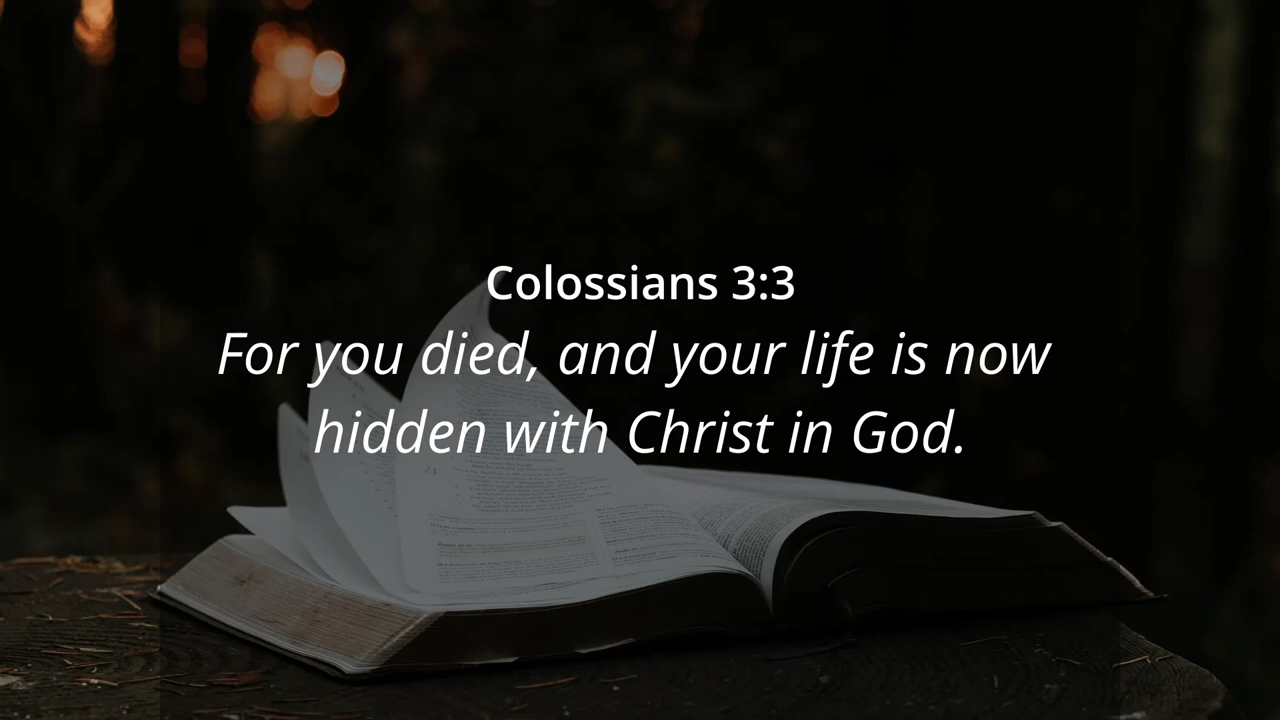 Colossians 3:3
For you died, and your life is now
hidden with Christ in God.